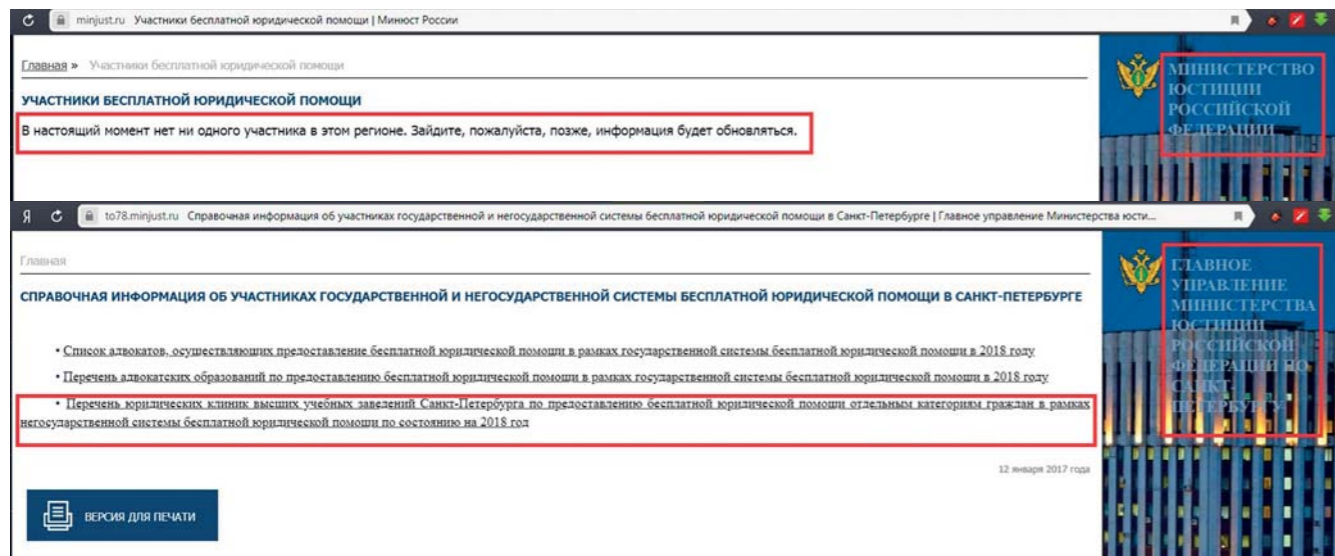 minjust.ru Участники бесплатной юридической помощи | Минюст России
Главная » Участники бесплатной юридической помощи
УЧАСТНИКИ БЕСПЛАТНОЙ ЮРИДИЧЕСКОЙ ПОМОЩИ
В настоящий момент нет ни одного участника в этом регионе. Зайдите, пожалуйста, позже, информация будет обновляться.
МИНИСТЕРСТВО
ЮСТИЦИИ
РОССИЙСКОЙ
ФЕДЕРАЦИИ
Я to78.minjust.ru Справочная информация об участниках государственной и негосударственной системы бесплатной юридической помощи в Санкт-Петербурге | Главное управление Министерства юсти...
Главная
СПРАВОЧНАЯ ИНФОРМАЦИЯ ОБ УЧАСТНИКАХ ГОСУДАРСТВЕННОЙ И НЕГОСУДАРСТВЕННОЙ СИСТЕМЫ БЕСПЛАТНОЙ ЮРИДИЧЕСКОЙ ПОМОЩИ В САНКТ-ПЕТЕРБУРГЕ
• Список адвокатов, осуществляющих предоставление бесплатной юридической помощи в рамках государственной системы бесплатной юридической помощи в 2018 году
• Перечень адвокатских образований по предоставлению бесплатной юридической помощи в рамках государственной системы бесплатной юридической помощи в 2018 году
• Перечень юридических клиник высших учебных заведений Санкт-Петербурга по предоставлению бесплатной юридической помощи отдельным категориям граждан в рамках
негосударственной системы бесплатной юридической помощи по состоянию на 2018 год
12 января 2017 года
ВЕРСИЯ ДЛЯ ПЕЧАТИ
ГЛАВНОЕ
УПРАВЛЕНИЕ
МИНИСТЕРСТВА
ЮСТИЦИИ
РОССИЙСКОЙ
ФЕДЕРАЦИИ ПО
САНКТ-
ПЕТЕРБУРГУ